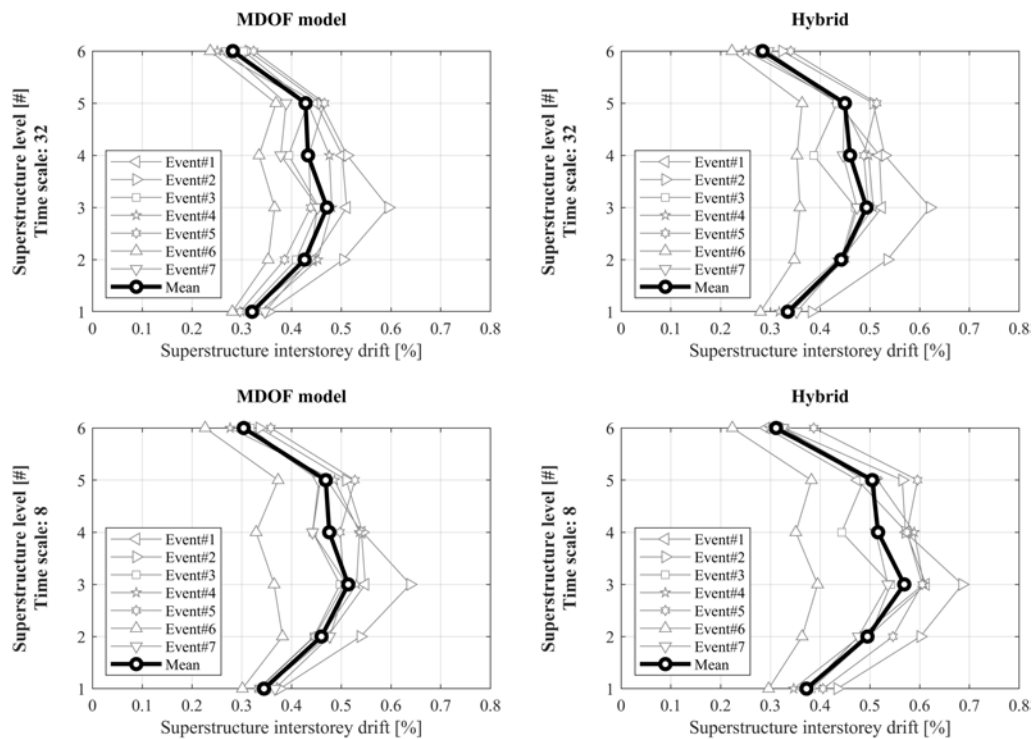 MDOF model
Superstructure level [#]
Time scale: 32
6
5
4
3
2
1
Event#1
Event#2
Event#3
Event#4
Event#5
Event#6
Event#7
Mean
0 0.1 0.2 0.3 0.4 0.5 0.6 0.7 0.8
Superstructure interstorey drift [%]
Hybrid
Superstructure level [#]
Time scale: 32
6
5
4
3
2
1
Event#1
Event#2
Event#3
Event#4
Event#5
Event#6
Event#7
Mean
0 0.1 0.2 0.3 0.4 0.5 0.6 0.7 0.8
Superstructure interstorey drift [%]
MDOF model
Superstructure level [#]
Time scale: 8
6
5
4
3
2
1
Event#1
Event#2
Event#3
Event#4
Event#5
Event#6
Event#7
Mean
0 0.1 0.2 0.3 0.4 0.5 0.6 0.7 0.8
Superstructure interstorey drift [%]
Hybrid
Superstructure level [#]
Time scale: 8
6
5
4
3
2
1
Event#1
Event#2
Event#3
Event#4
Event#5
Event#6
Event#7
Mean
0 0.1 0.2 0.3 0.4 0.5 0.6 0.7 0.8
Superstructure interstorey drift [%]